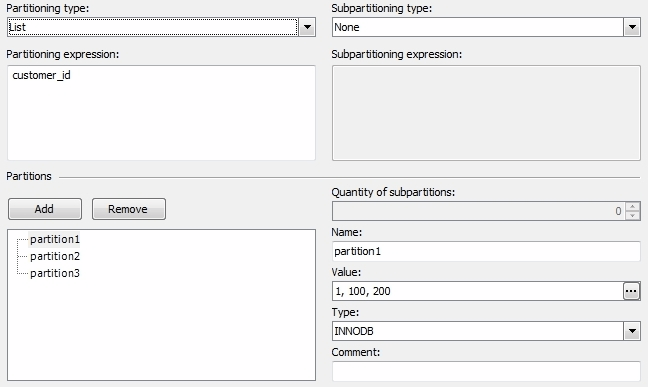 Partitioning type:
Subpartitioning type:
List
None
Partitioning expression:
Subpartitioning expression:
customer_id
Partitions
Quantity of subpartitions:
Add
Remove
0
Name:
partition1
partition2
partition3
partition1
Value:
1, 100, 200
...
Type:
INNODB
Comment: